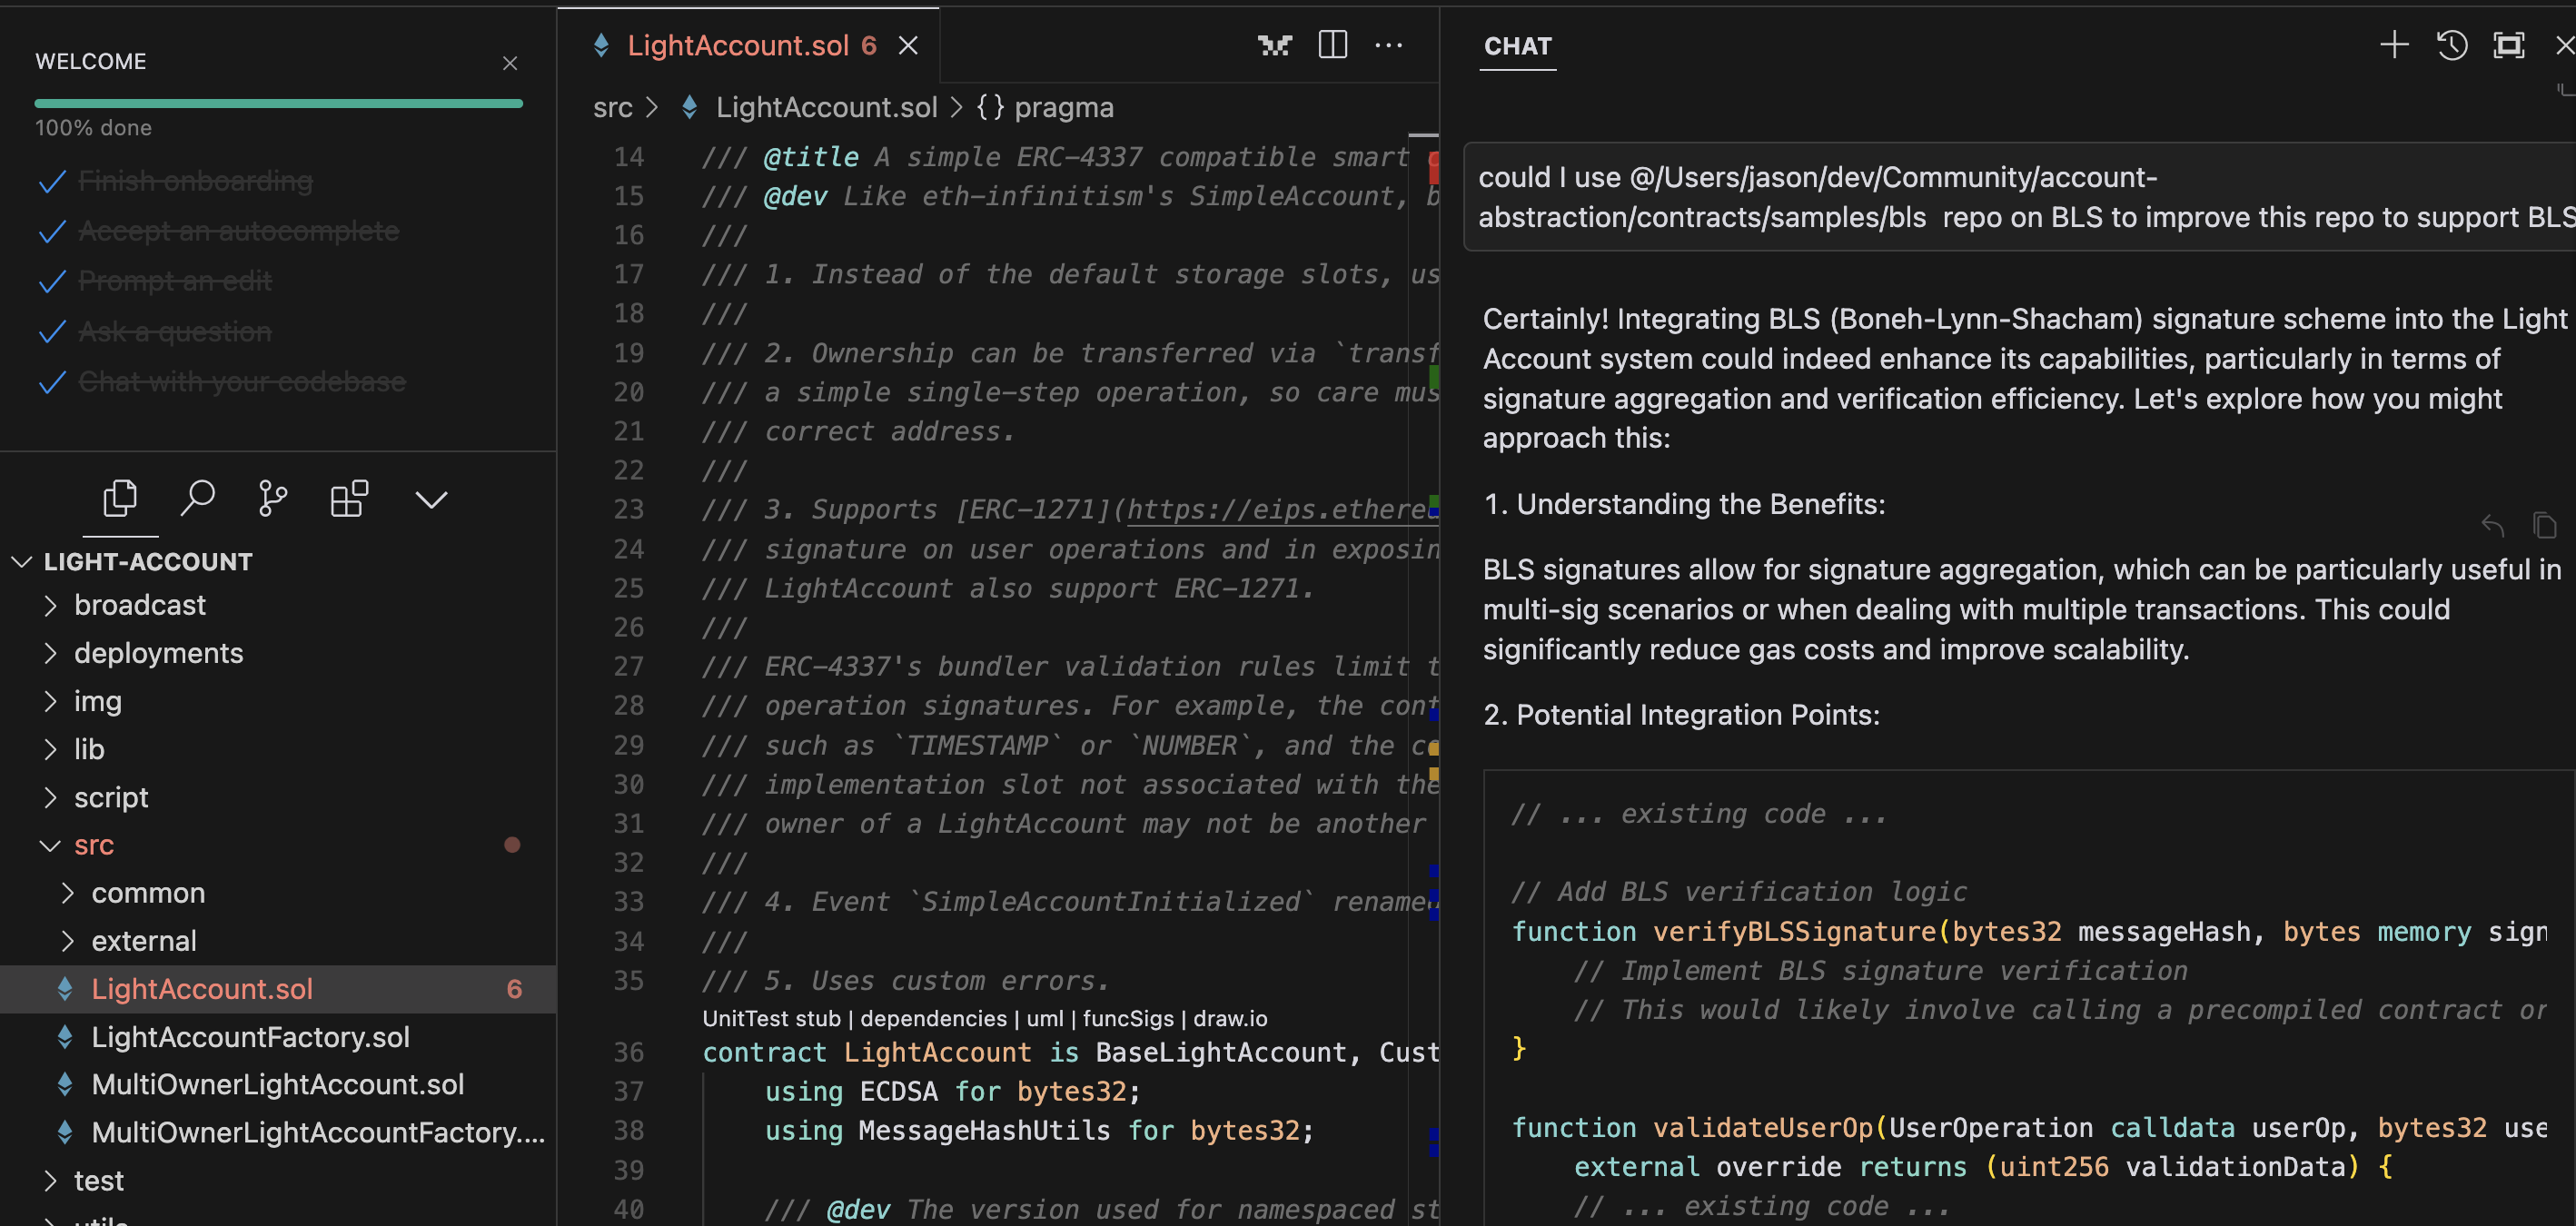 WELCOME
100% done
Finish onboarding
Accept an autocomplete
Prompt an edit
Ask a question
Chat with your codebase
LIGHT-ACCOUNT
broadcast
deployments
img
lib
script
src
common
external
LightAccount.sol 6
LightAccountFactory.sol
MultiOwnerLightAccount.sol
MultiOwnerLightAccountFactory....
test
utils
LightAccount.sol 6
src > LightAccount.sol > {} pragma
14 /// @title A simple ERC-4337 compatible smart
15 /// @dev Like eth-infinitism's SimpleAccount, b
16 ///
17 /// 1. Instead of the default storage slots, us
18 ///
19 /// 2. Ownership can be transferred via `transf
20 /// a simple single-step operation, so care mus
21 /// correct address.
22 ///
23 /// 3. Supports [ERC-1271](https://eips.ethere
24 /// signature on user operations and in exposin
25 /// LightAccount also support ERC-1271.
26 ///
27 /// ERC-4337's bundler validation rules limit t
28 /// operation signatures. For example, the cont
29 /// such as `TIMESTAMP` or `NUMBER`, and the co
30 /// implementation slot not associated with the
31 /// owner of a LightAccount may not be another
32 ///
33 /// 4. Event `SimpleAccountInitialized` renamed
34 ///
35 /// 5. Uses custom errors.
UnitTest stub | dependencies | uml | funcSigs | draw.io
36 contract LightAccount is BaseLightAccount, Cust
37 using ECDSA for bytes32;
38 using MessageHashUtils for bytes32;
39
40 /// @dev The version used for namespaced st
CHAT
could I use @/Users/jason/dev/Community/account-
abstraction/contracts/samples/bls repo on BLS to improve this repo to support BLS
Certainly! Integrating BLS (Boneh-Lynn-Shacham) signature scheme into the Light
Account system could indeed enhance its capabilities, particularly in terms of
signature aggregation and verification efficiency. Let's explore how you might
approach this:
1. Understanding the Benefits:
BLS signatures allow for signature aggregation, which can be particularly useful in
multi-sig scenarios or when dealing with multiple transactions. This could
significantly reduce gas costs and improve scalability.
2. Potential Integration Points:
// ... existing code ...
// Add BLS verification logic
function verifyBLSSignature(bytes32 messageHash, bytes memory sign
// Implement BLS signature verification
// This would likely involve calling a precompiled contract or
}
function validateUserOp(UserOperation calldata userOp, bytes32 use
external override returns (uint256 validationData) {
// ... existing code ...